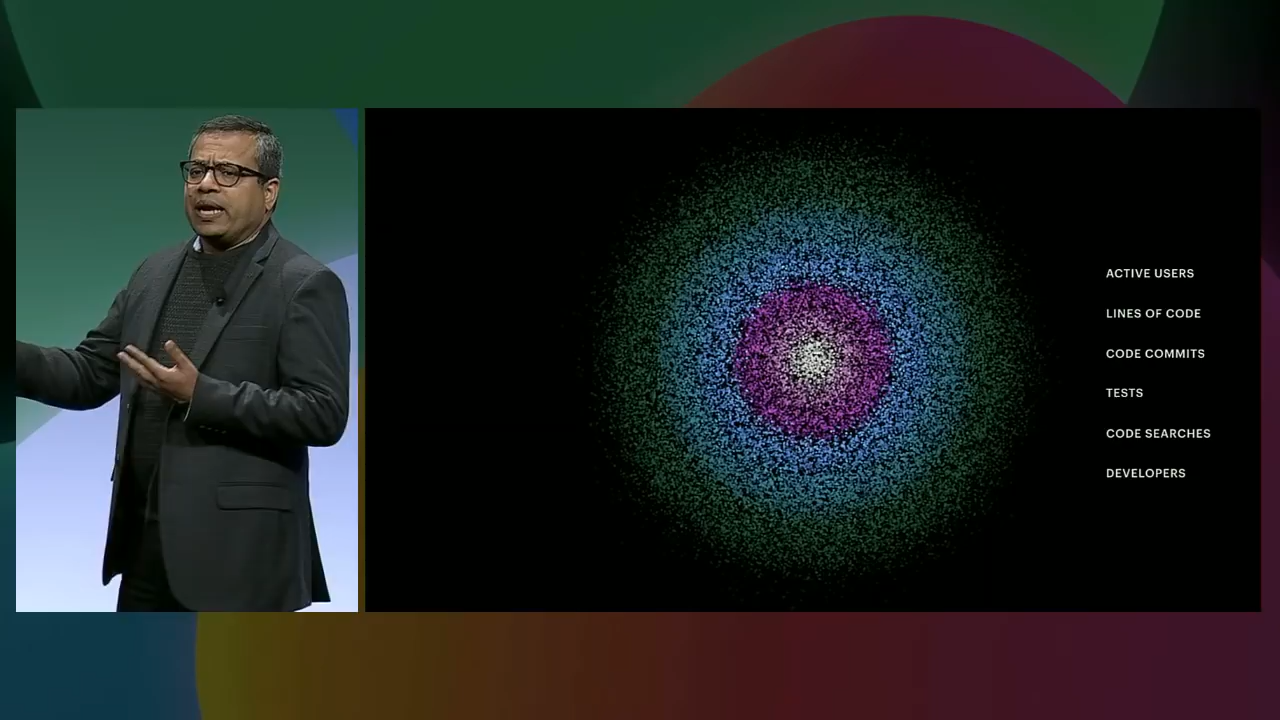 ACTIVE USERS
LINES OF CODE
CODE COMMITS
TESTS
CODE SEARCHES
DEVELOPERS